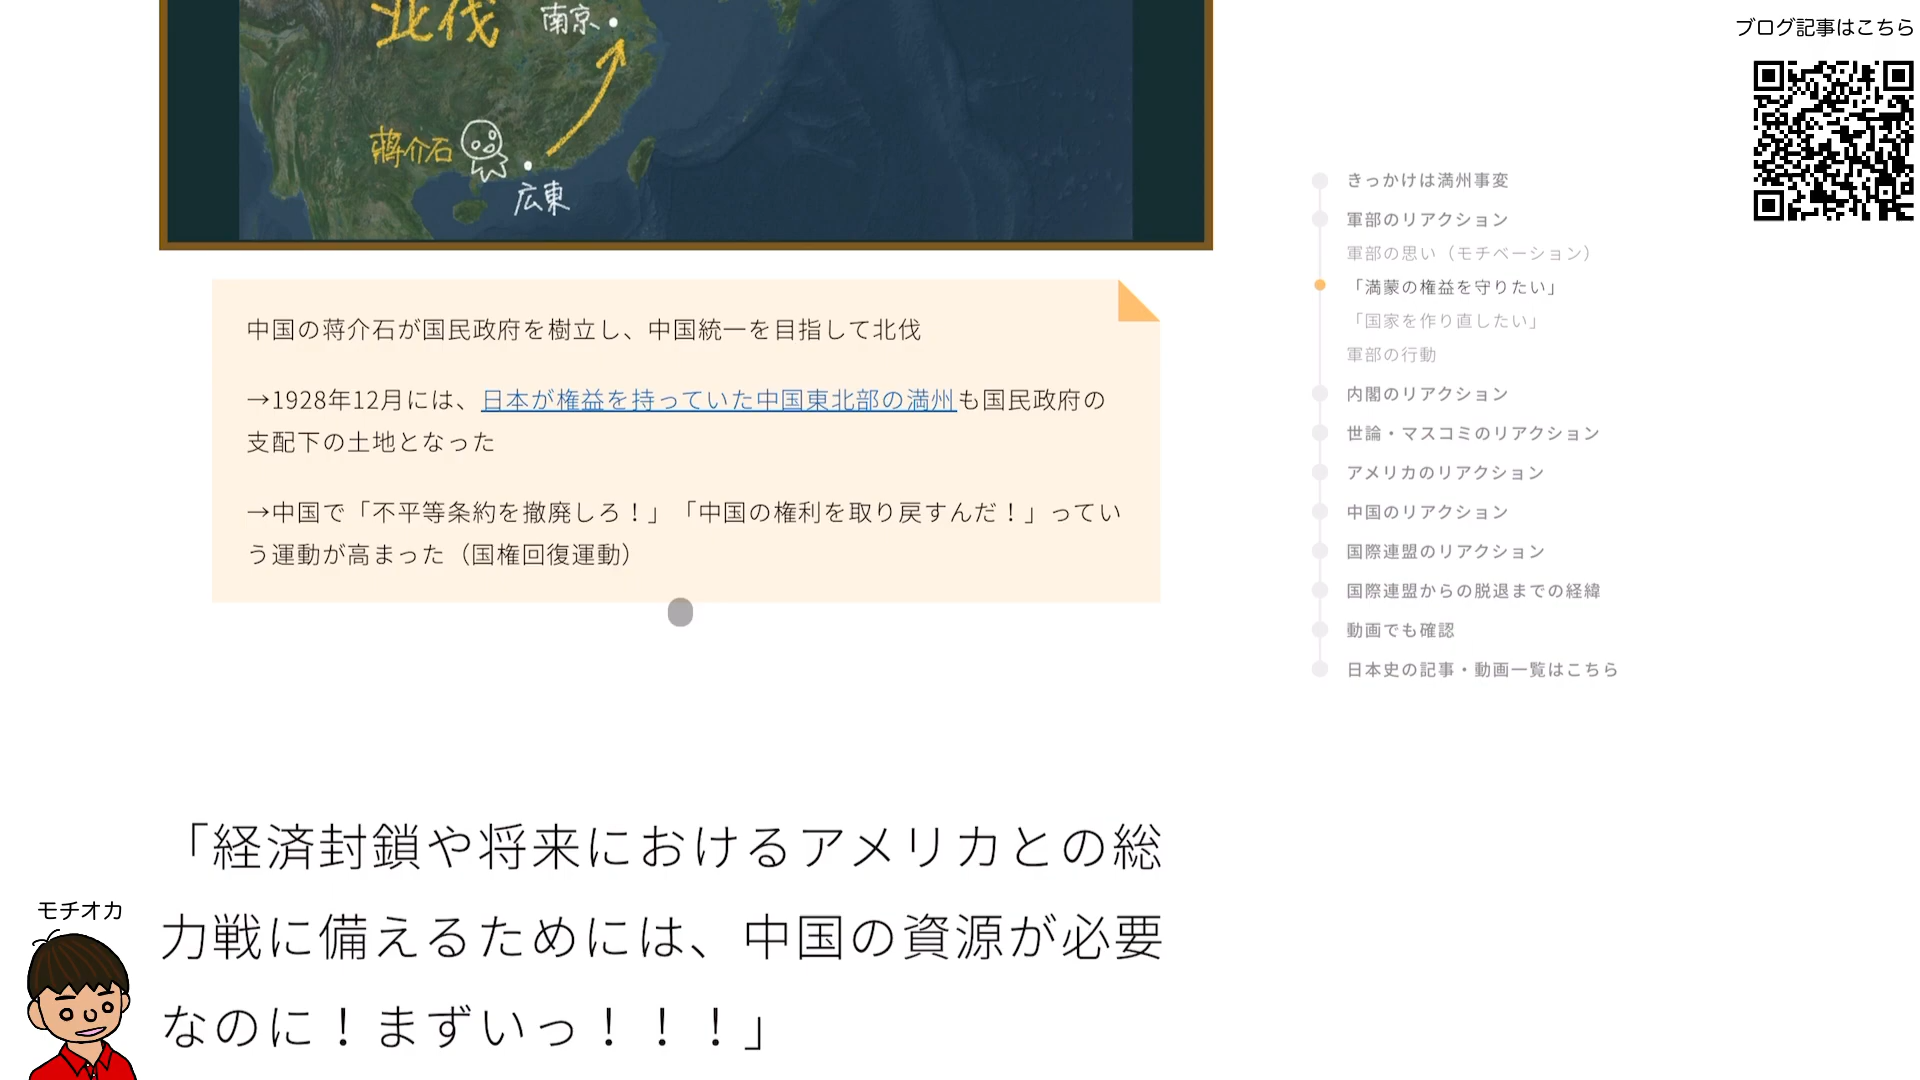 北伐
南京
蔣介石
広東
中国の蒋介石が国民政府を樹立し、中国統一を目指して北伐
→1928年12月には、日本が権益を持っていた中国東北部の満州も国民政府の
支配下の土地となった
→中国で「不平等条約を撤廃しろ！」「中国の権利を取り戻すんだ！」ってい
う運動が高まった（国権回復運動）
「経済封鎖や将来におけるアメリカとの総
力戦に備えるためには、中国の資源が必要
なのに！まずいっ！！！」
モチオカ
ブログ記事はこちら
きっかけは満州事変
軍部のリアクション
軍部の思い（モチベーション）
「満蒙の権益を守りたい」
「国家を作り直したい」
軍部の行動
内閣のリアクション
世論・マスコミのリアクション
アメリカのリアクション
中国のリアクション
国際連盟のリアクション
国際連盟からの脱退までの経緯
動画でも確認
日本史の記事・動画一覧はこちら